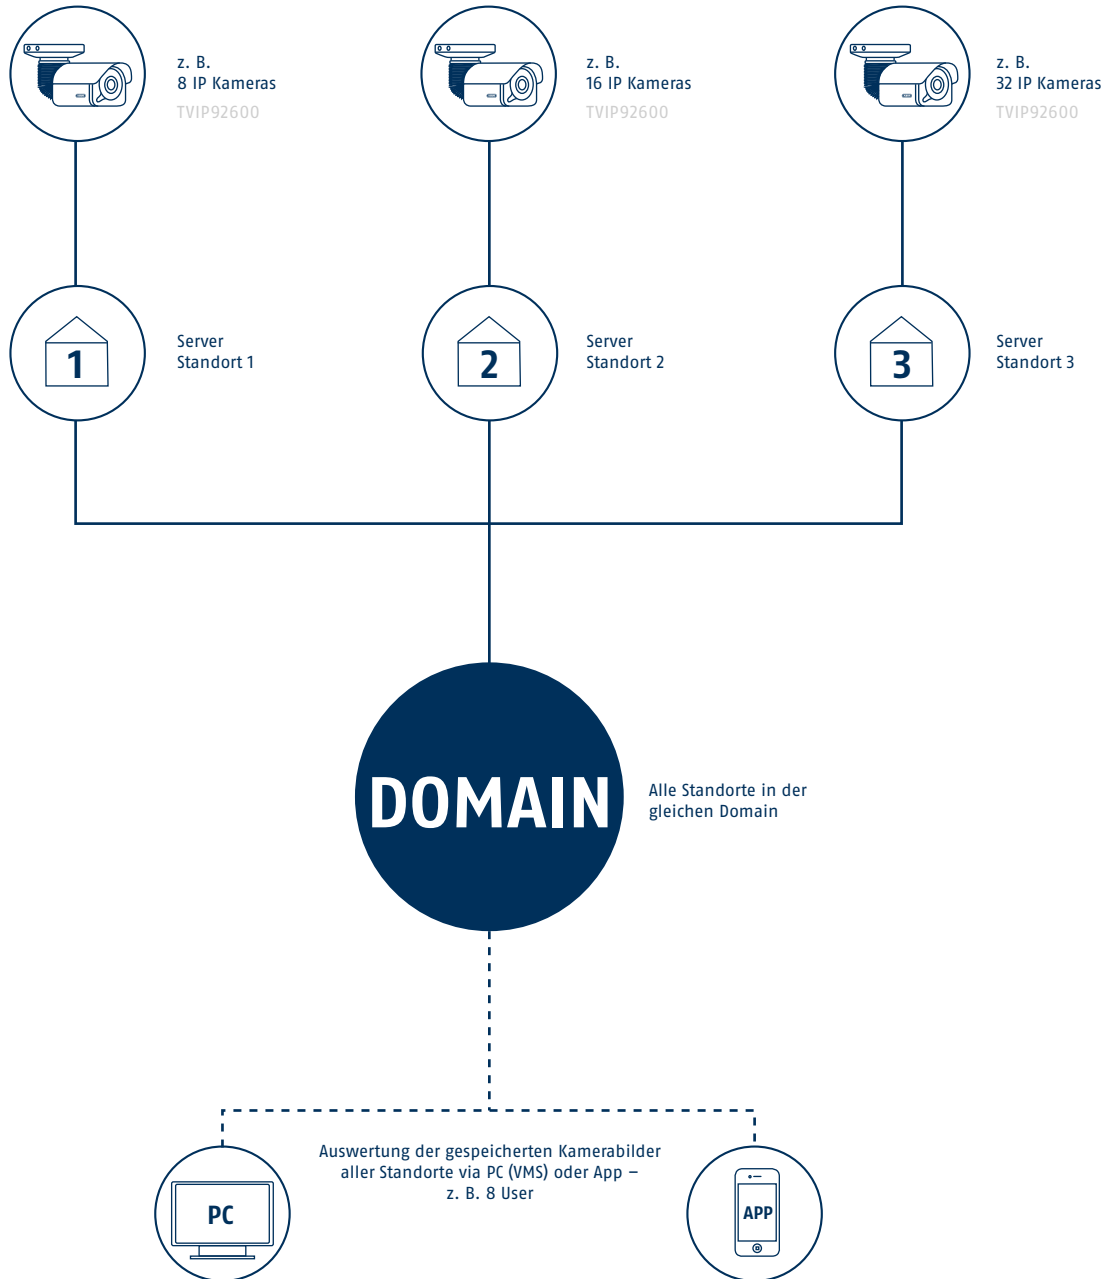 z. B.
8 IP Kameras
TVIP92600
z. B.
16 IP Kameras
TVIP92600
z. B.
32 IP Kameras
TVIP92600
1
Server
Standort 1
2
Server
Standort 2
3
Server
Standort 3
DOMAIN
Alle Standorte in der
gleichen Domain
Auswertung der gespeicherten Kamerabilder
aller Standorte via PC (VMS) oder App –
z. B. 8 User
PC
APP